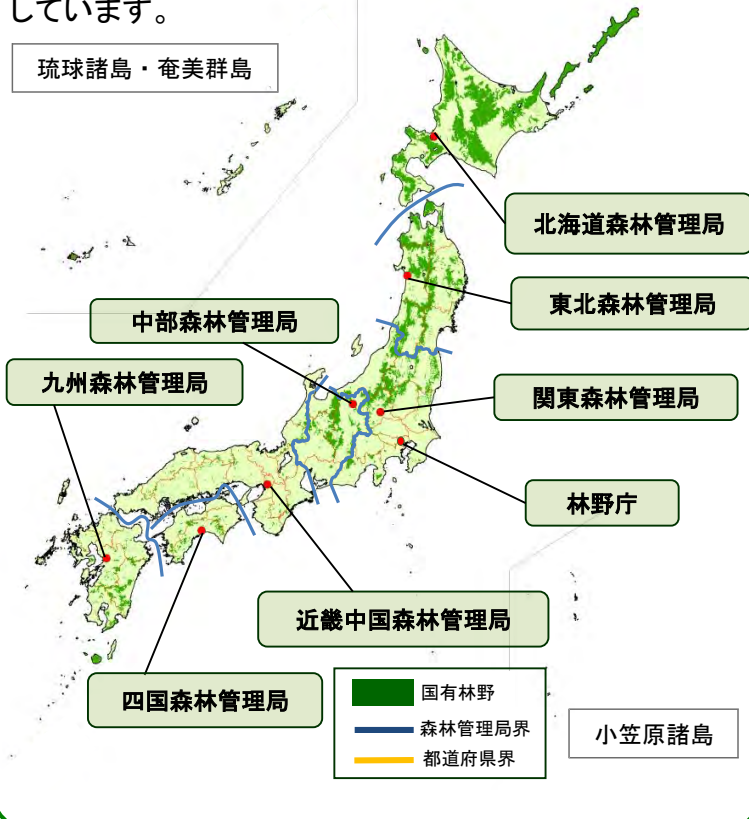 しています。
琉球諸島・奄美群島
北海道森林管理局
東北森林管理局
中部森林管理局
九州森林管理局
関東森林管理局
林野庁
近畿中国森林管理局
四国森林管理局
国有林野
森林管理局界
都道府県界
小笠原諸島